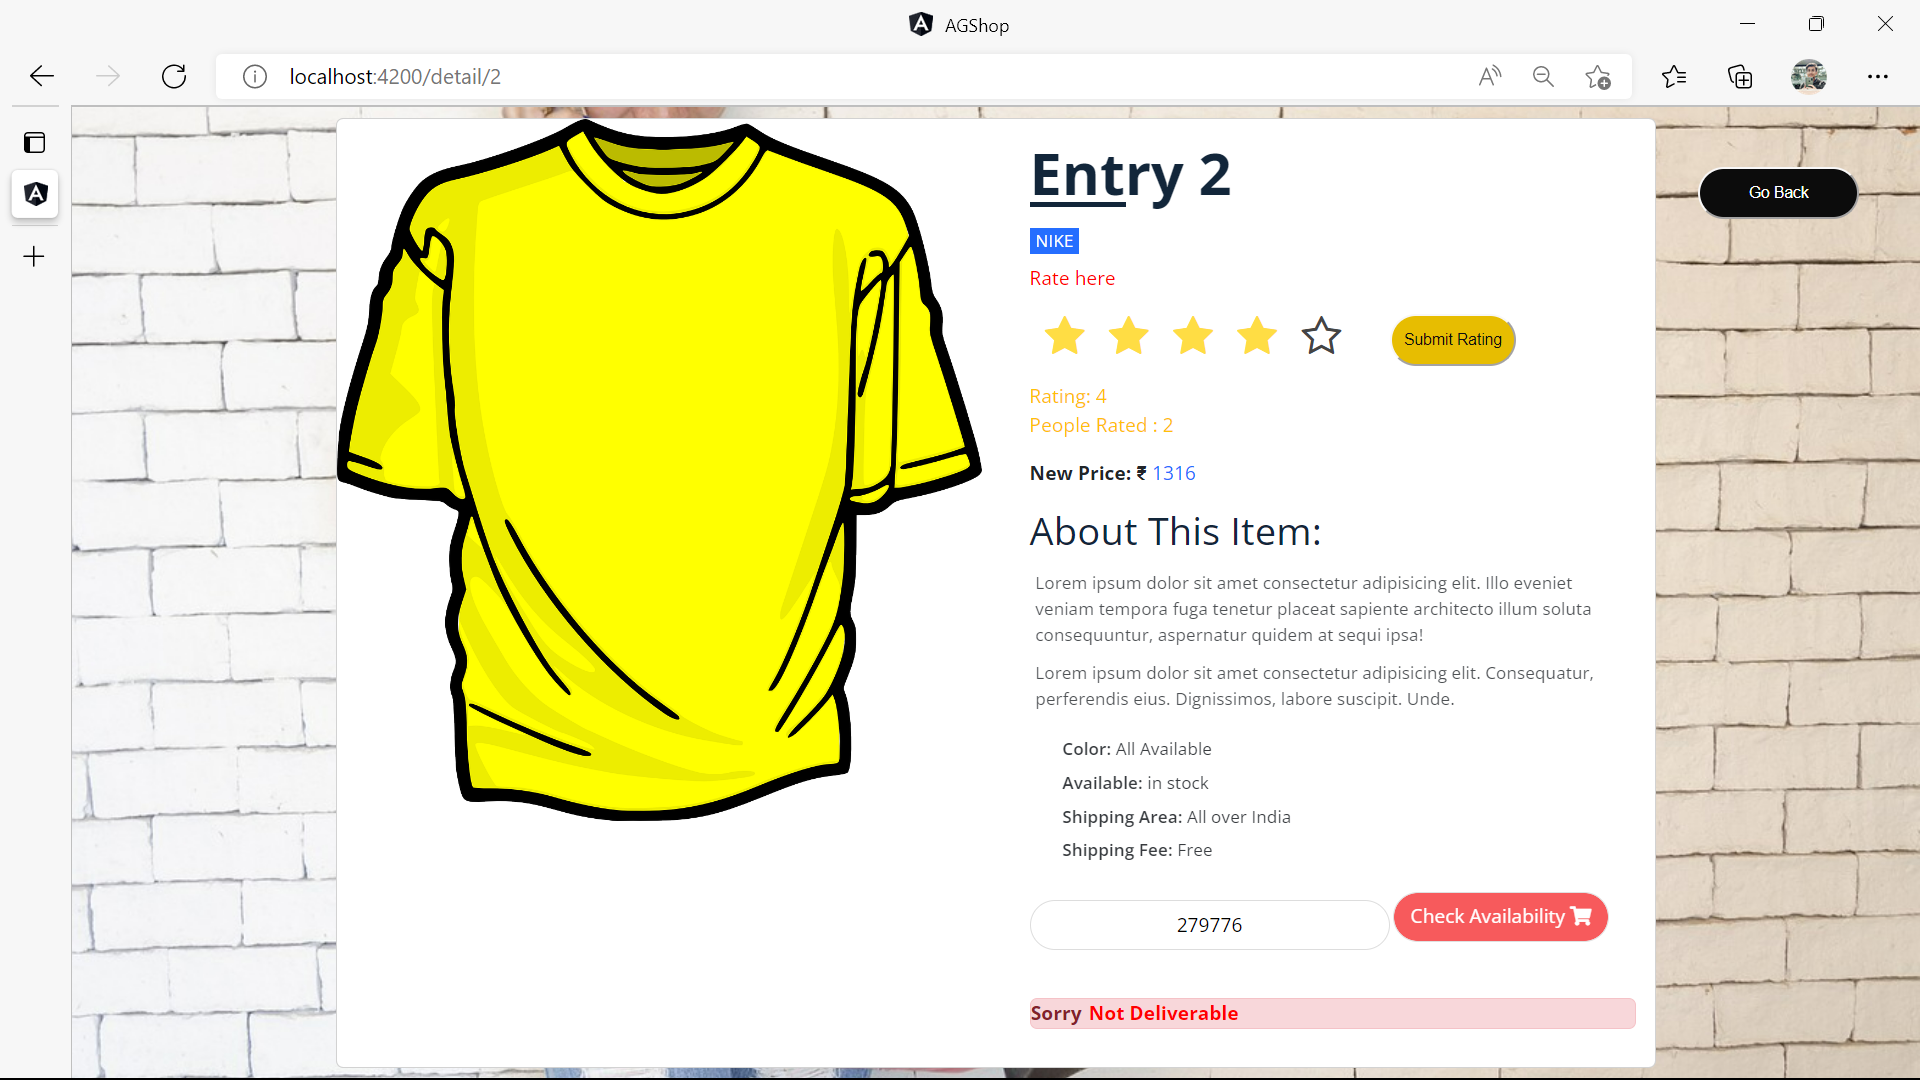 AGShop
localhost:4200/detail/2
Entry 2
Go Back
NIKE
Rate here
Submit Rating
Rating: 4
People Rated : 2
New Price: ₹ 1316
About This Item:
Lorem ipsum dolor sit amet consectetur adipisicing elit. Illo eveniet
veniam tempora fuga tenetur placeat sapiente architecto illum soluta
consequuntur, aspernatur quidem at sequi ipsa!
Lorem ipsum dolor sit amet consectetur adipisicing elit. Consequatur,
perferendis eius. Dignissimos, labore suscipit. Unde.
Color: All Available
Available: in stock
Shipping Area: All over India
Shipping Fee: Free
279776
Check Availability
Sorry Not Deliverable